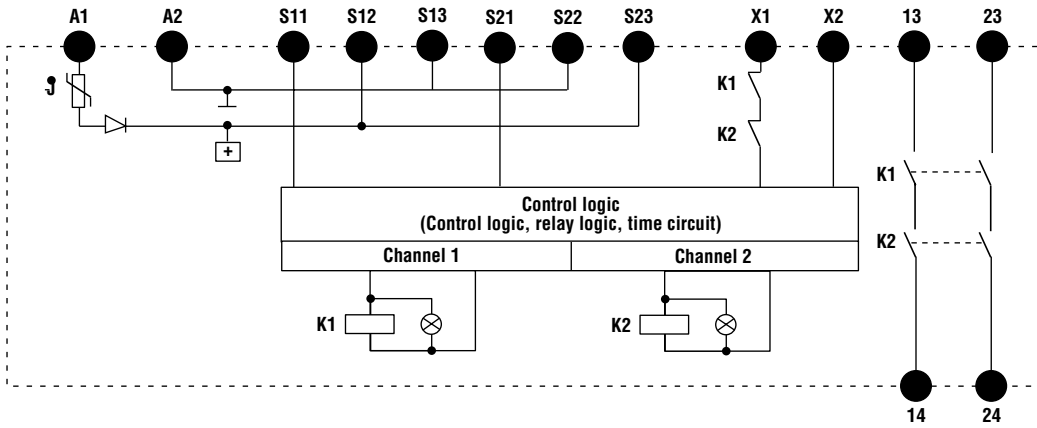 A1 A2 S11 S12 S13 S21 S22 S23 X1 X2 13 23
K1
K2
+
K1
K2
Control logic
(Control logic, relay logic, time circuit)
Channel 1 Channel 2
K1 K2
14 24